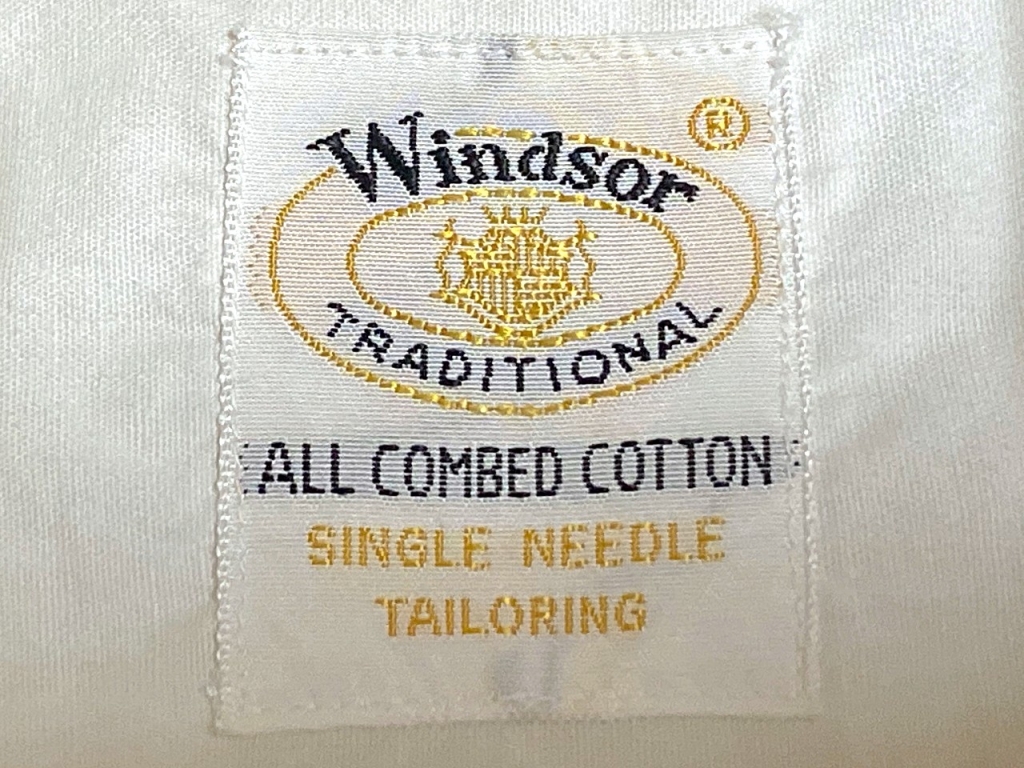 Windsor
®
TRADITIONAL
ALL COMBED COTTON
SINGLE NEEDLE
TAILORING